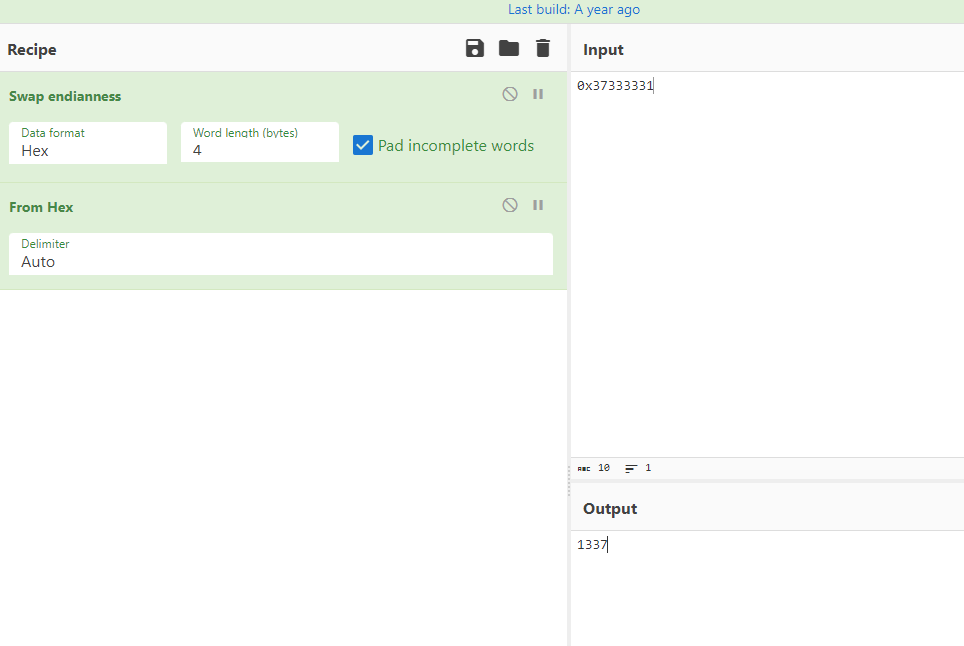 Last build: A year ago
Recipe
Swap endianness
Data format
Hex
Word length (bytes)
4
Pad incomplete words
From Hex
Delimiter
Auto
Input
0x37333331
ABC 10 1
Output
1337